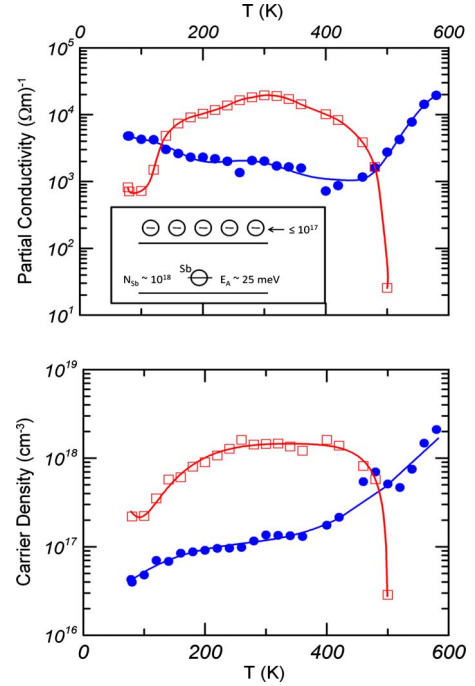 T (K)
0 200 400 600
Partial Conductivity (Ωm)-1
10^5
10^4
10^3
10^2
10^1
≤ 10^17
Sb
N_Sb ~ 10^18 E_A ~ 25 meV
Carrier Density (cm-3)
10^19
10^18
10^17
10^16
0 200 400 600
T (K)